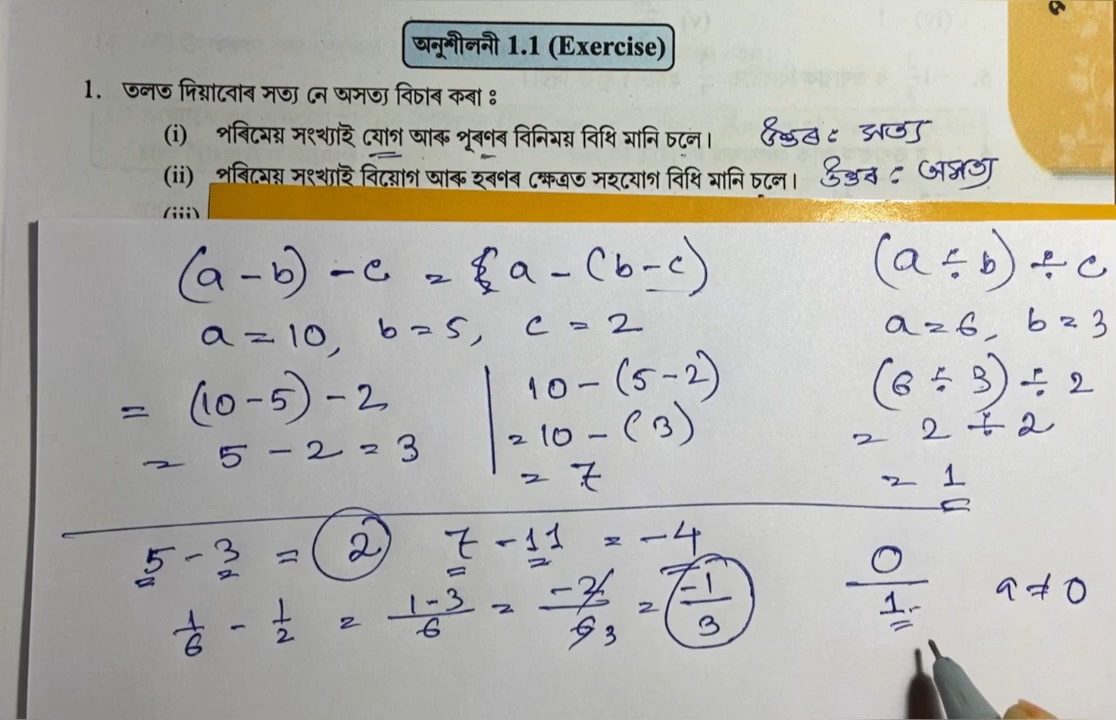 অনুশীলনী 1.1 (Exercise)
1. তলত দিয়াবোৰ সত্য নে অসত্য বিচাৰ কৰা :
(i) পৰিমেয় সংখ্যাই যোগ আৰু পূৰণৰ বিনিময় বিধি মানি চলে। উত্তৰ : সত্য
(ii) পৰিমেয় সংখ্যাই বিয়োগ আৰু হৰণৰ ক্ষেত্ৰত সহযোগ বিধি মানি চলে। উত্তৰ : অসত্য
(iii)
(a - b) - c = a - (b - c) (a ÷ b) ÷ c
a = 10, b = 5, c = 2 a = 6, b = 3
= (10 - 5) - 2 10 - (5 - 2) (6 ÷ 3) ÷ 2
= 5 - 2 = 3 = 10 - (3) = 2 ÷ 2
= 7 = 1
5 - 3 = 2 7 - 11 = -4 0/1 a ≠ 0
1/6 - 1/2 = 1-3/6 = -2/6 3 = -1/3